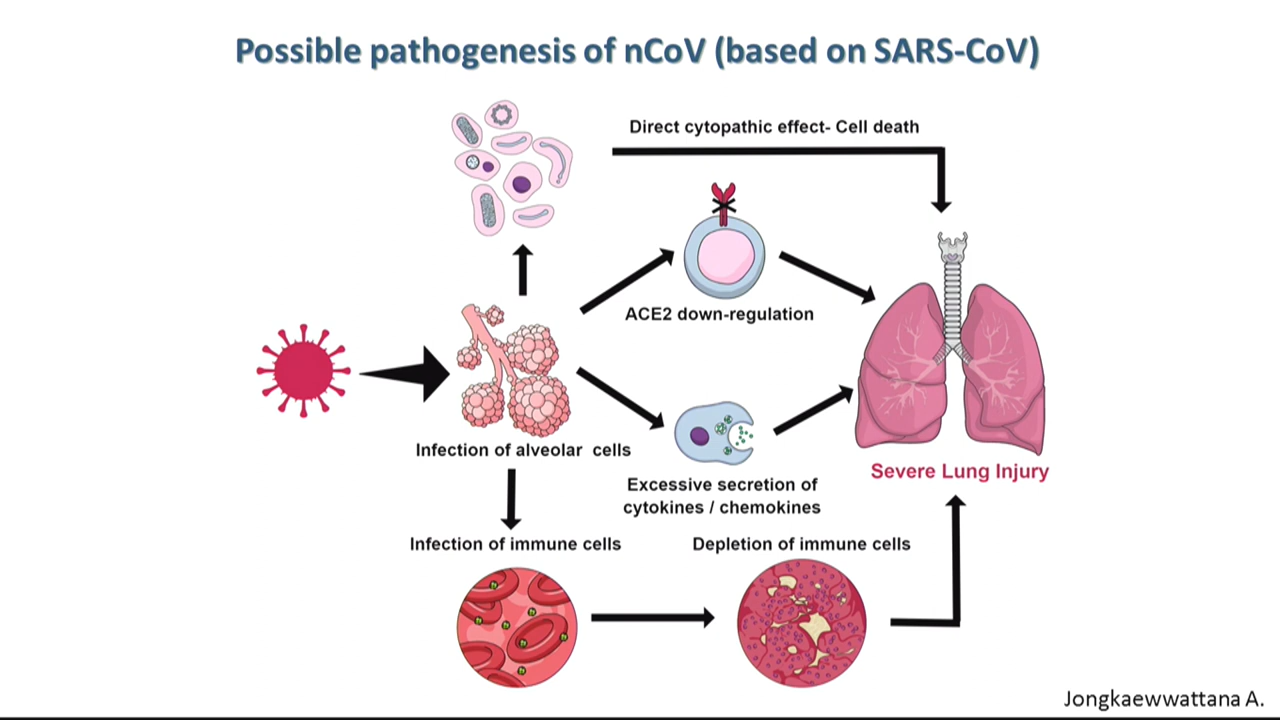 Possible pathogenesis of nCoV (based on SARS-CoV)
Direct cytopathic effect- Cell death
ACE2 down-regulation
Infection of alveolar cells
Severe Lung Injury
Excessive secretion of
cytokines / chemokines
Infection of immune cells
Depletion of immune cells
Jongkaewwattana A.